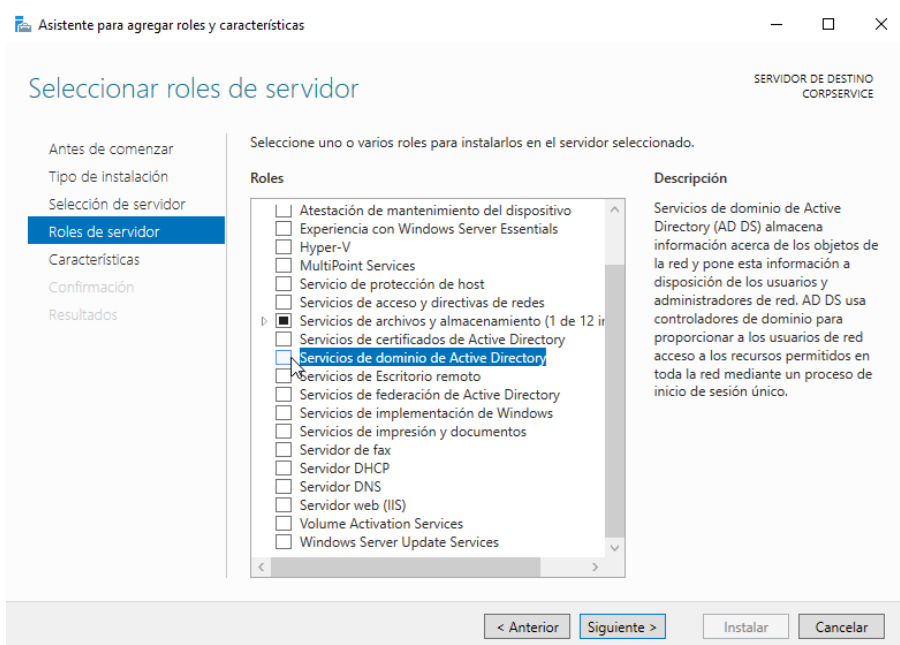 Asistente para agregar roles y características
Seleccionar roles de servidor
SERVIDOR DE DESTINO
CORPSERVICE
Antes de comenzar
Tipo de instalación
Selección de servidor
Roles de servidor
Características
Confirmación
Resultados
Seleccione uno o varios roles para instalarlos en el servidor seleccionado.
Roles
Atestación de mantenimiento del dispositivo
Experiencia con Windows Server Essentials
Hyper-V
MultiPoint Services
Servicio de protección de host
Servicios de acceso y directivas de redes
Servicios de archivos y almacenamiento (1 de 12 ir
Servicios de certificados de Active Directory
Servicios de dominio de Active Directory
Servicios de Escritorio remoto
Servicios de federación de Active Directory
Servicios de implementación de Windows
Servicios de impresión y documentos
Servidor de fax
Servidor DHCP
Servidor DNS
Servidor web (IIS)
Volume Activation Services
Windows Server Update Services
Descripción
Servicios de dominio de Active
Directory (AD DS) almacena
información acerca de los objetos de
la red y pone esta información a
disposición de los usuarios y
administradores de red. AD DS usa
controladores de dominio para
proporcionar a los usuarios de red
acceso a los recursos permitidos en
toda la red mediante un proceso de
inicio de sesión único.
< Anterior
Siguiente >
Instalar
Cancelar